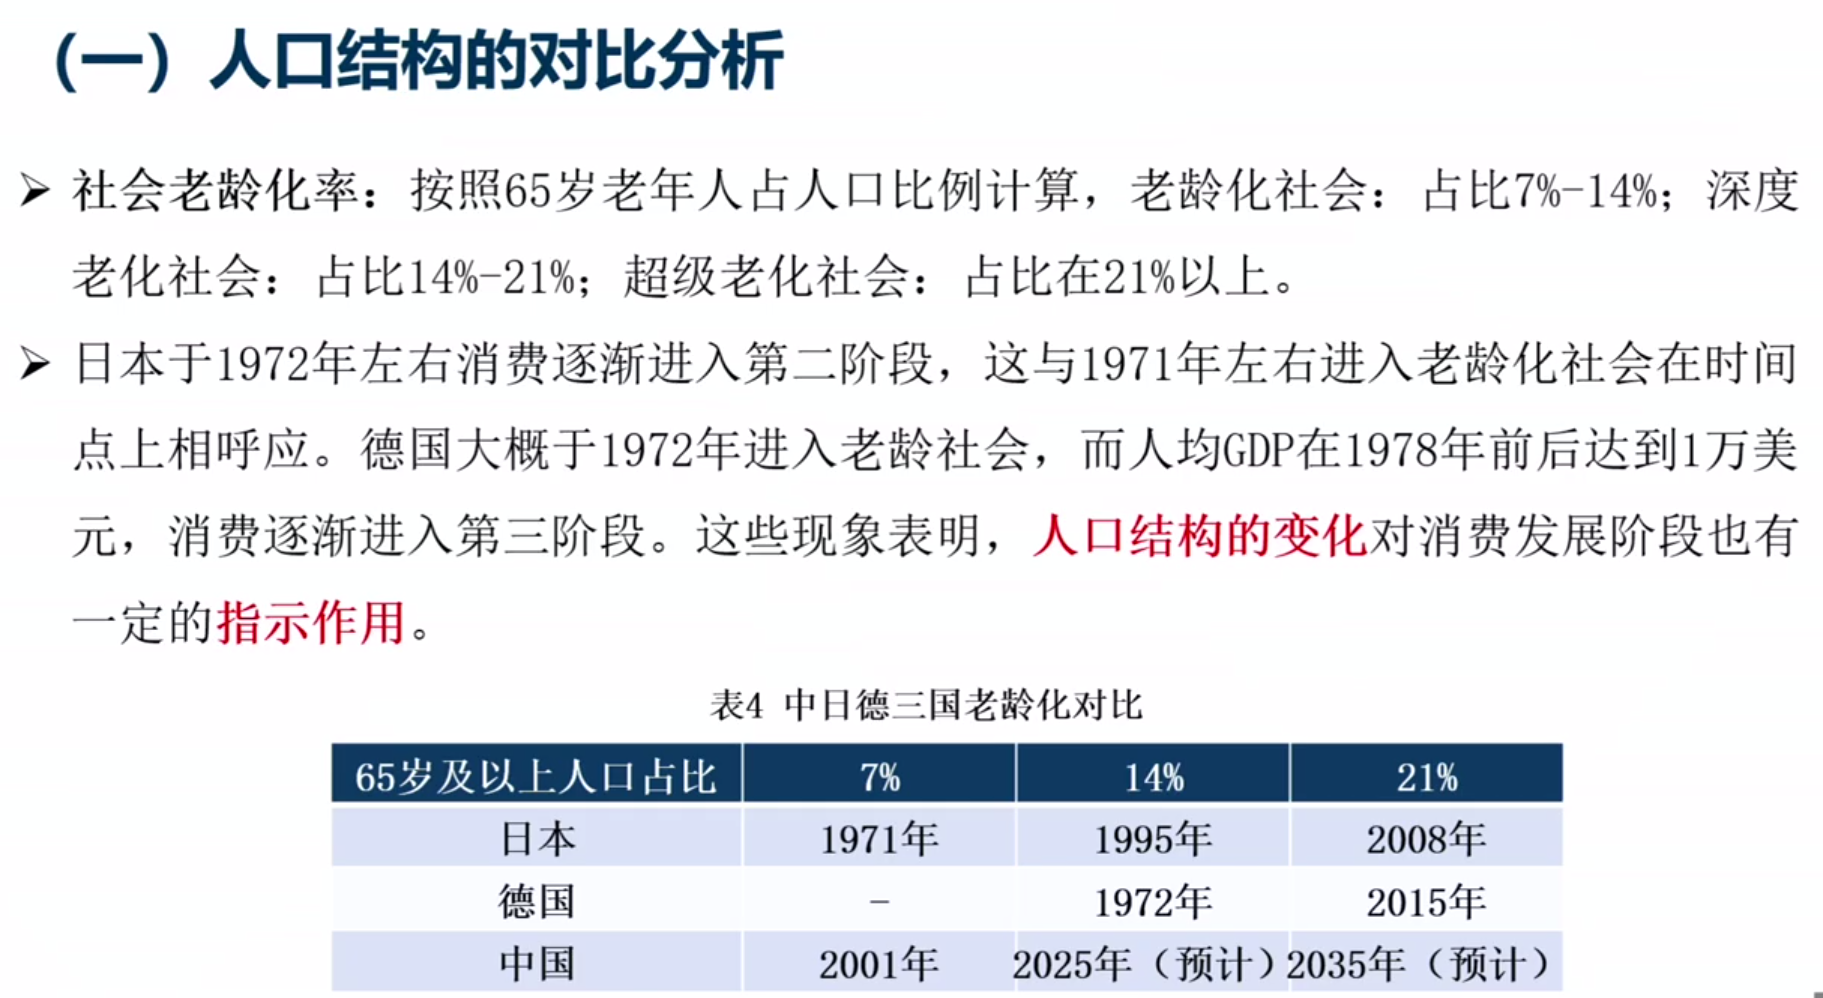 （一）人口结构的对比分析
➢ 社会老龄化率：按照65岁老年人占人口比例计算，老龄化社会：占比7%-14%；深度
老化社会：占比14%-21%；超级老化社会：占比在21%以上。
➢ 日本于1972年左右消费逐渐进入第二阶段，这与1971年左右进入老龄化社会在时间
点上相呼应。德国大概于1972年进入老龄社会，而人均GDP在1978年前后达到1万美
元，消费逐渐进入第三阶段。这些现象表明，人口结构的变化对消费发展阶段也有
一定的指示作用。
表4 中日德三国老龄化对比
65岁及以上人口占比 7% 14% 21%
日本 1971年 1995年 2008年
德国 - 1972年 2015年
中国 2001年 2025年（预计） 2035年（预计）